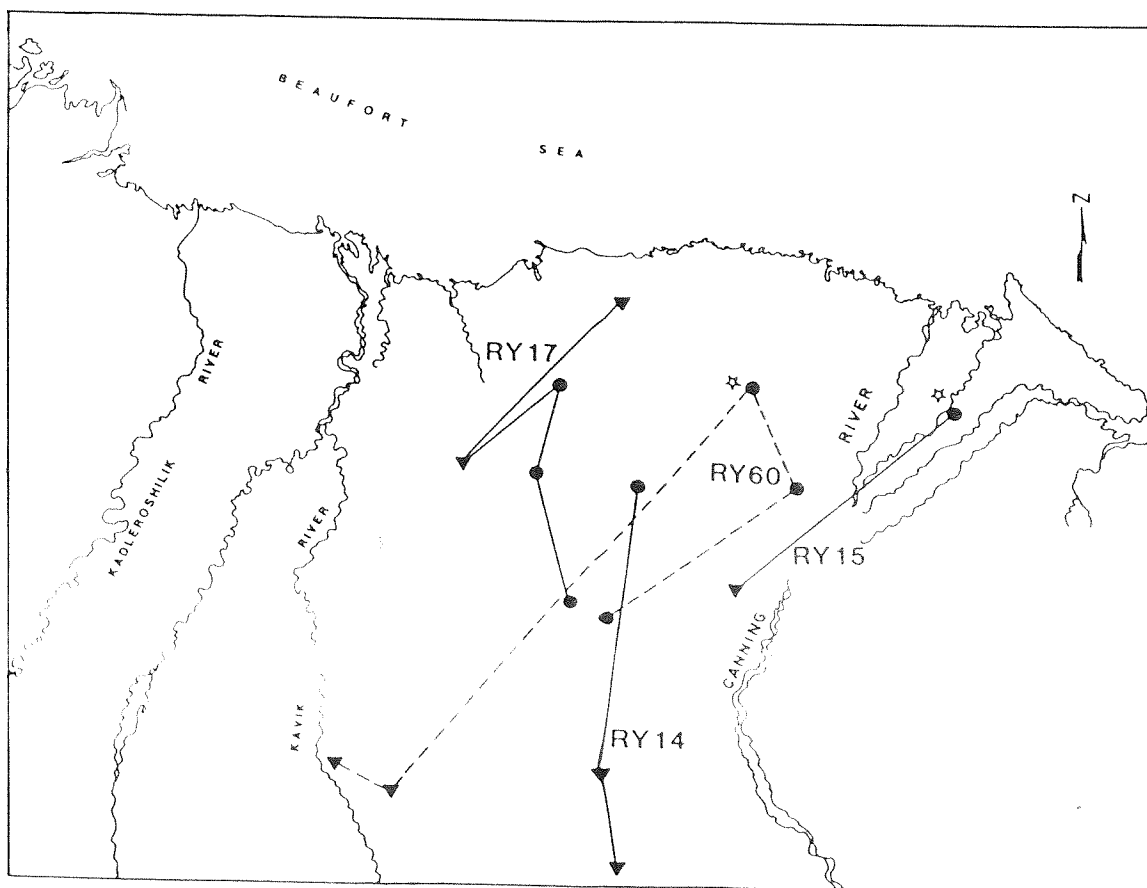 BEAUFORT
SEA
N
RY17
RIVER
RIVER
RY60
KADLEROSHILIK
RIVER
RY15
CANNING
KAVIK
RY14